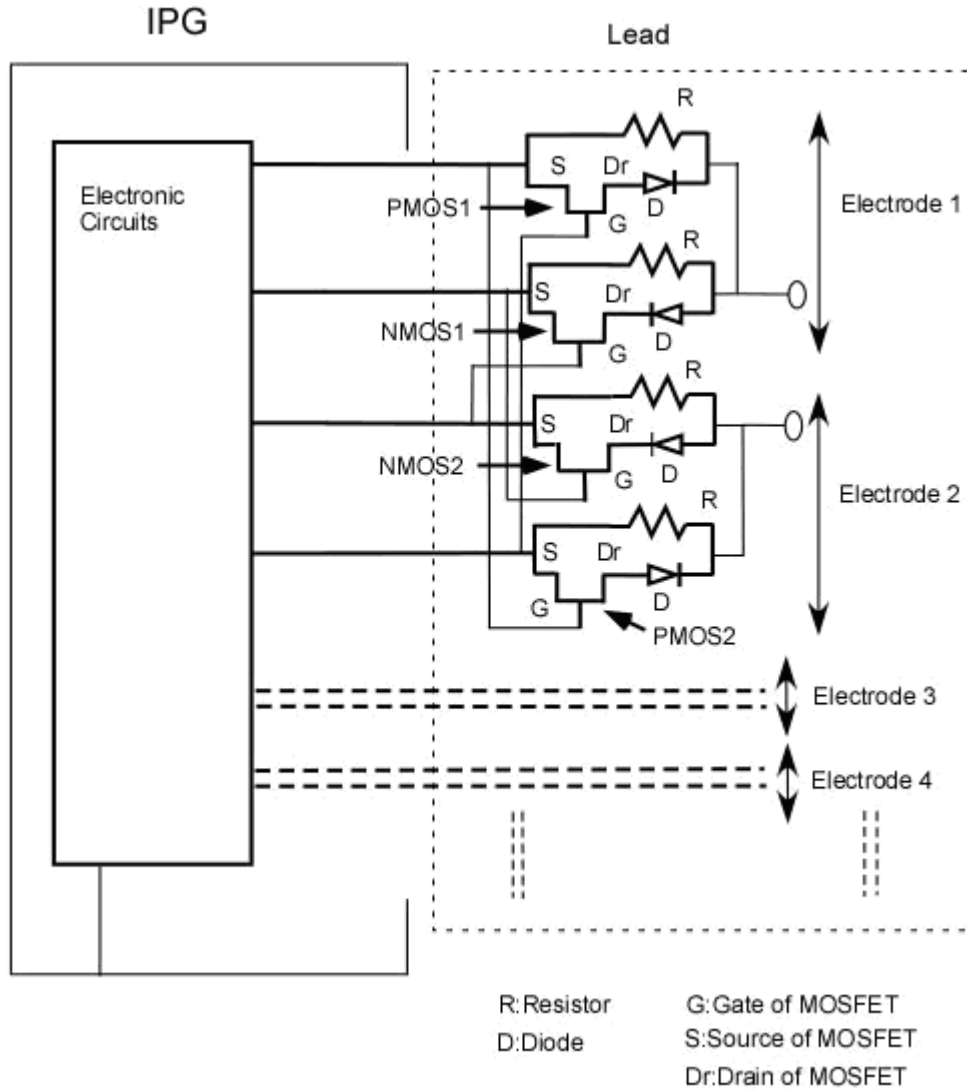 IPG
Lead
Electronic
Circuits
R
S
Dr
D
PMOS1
G
Electrode 1
R
S
Dr
D
NMOS1
G
R
S
Dr
D
NMOS2
G
Electrode 2
R
S
Dr
D
G
PMOS2
Electrode 3
Electrode 4
R:Resistor
G:Gate of MOSFET
D:Diode
S:Source of MOSFET
Dr:Drain of MOSFET